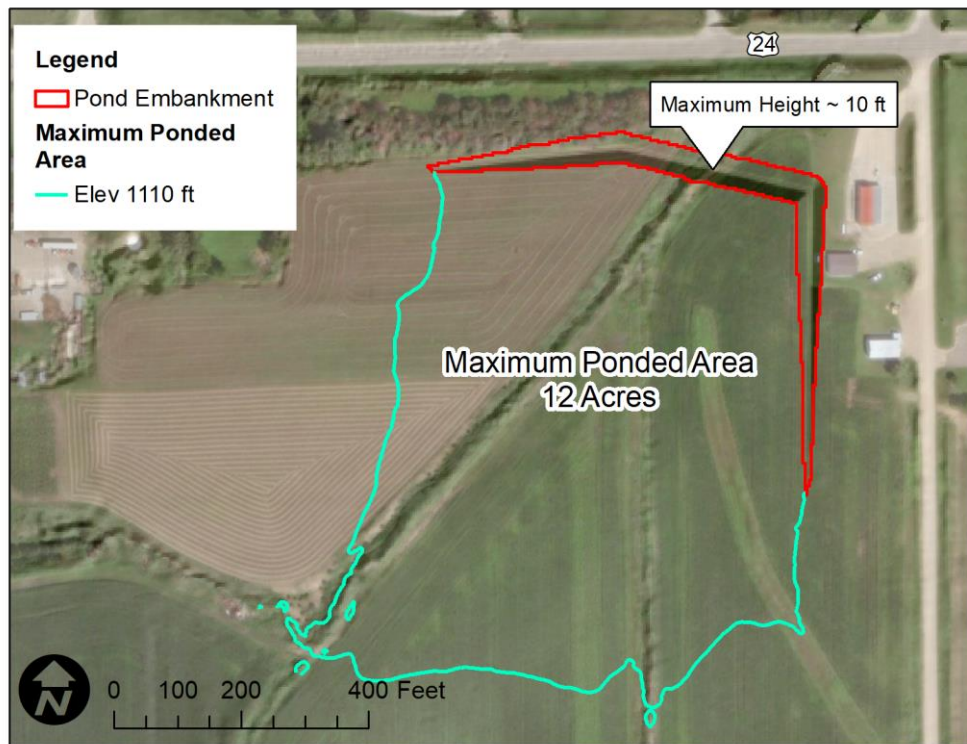 24
Legend
Pond Embankment
Maximum Ponded
Area
Elev 1110 ft
Maximum Height ~ 10 ft
Maximum Ponded Area
12 Acres
N
0 100 200 400 Feet